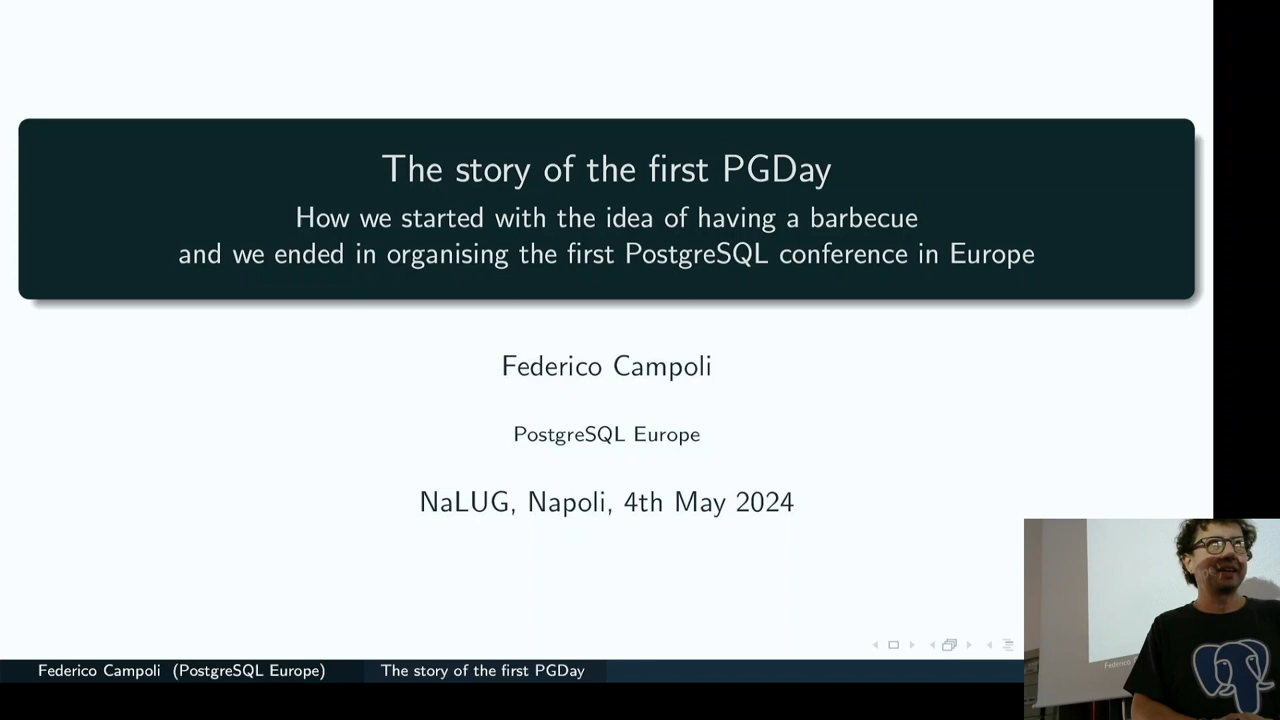 The story of the first PGDay
How we started with the idea of having a barbecue
and we ended in organising the first PostgreSQL conference in Europe
Federico Campoli
PostgreSQL Europe
NaLUG, Napoli, 4th May 2024
Federico Campoli (PostgreSQL Europe)
The story of the first PGDay
Federico